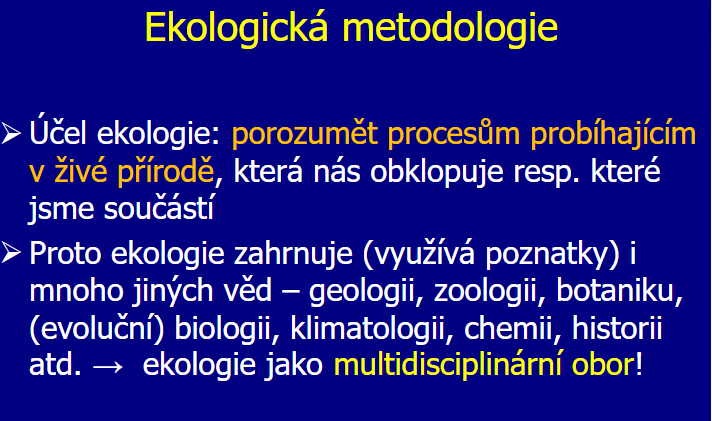 Ekologická metodologie
➢ Účel ekologie: porozumět procesům probíhajícím
v živé přírodě, která nás obklopuje resp. které
jsme součástí
➢ Proto ekologie zahrnuje (využívá poznatky) i
mnoho jiných věd – geologii, zoologii, botaniku,
(evoluční) biologii, klimatologii, chemii, historii
atd. → ekologie jako multidisciplinární obor!